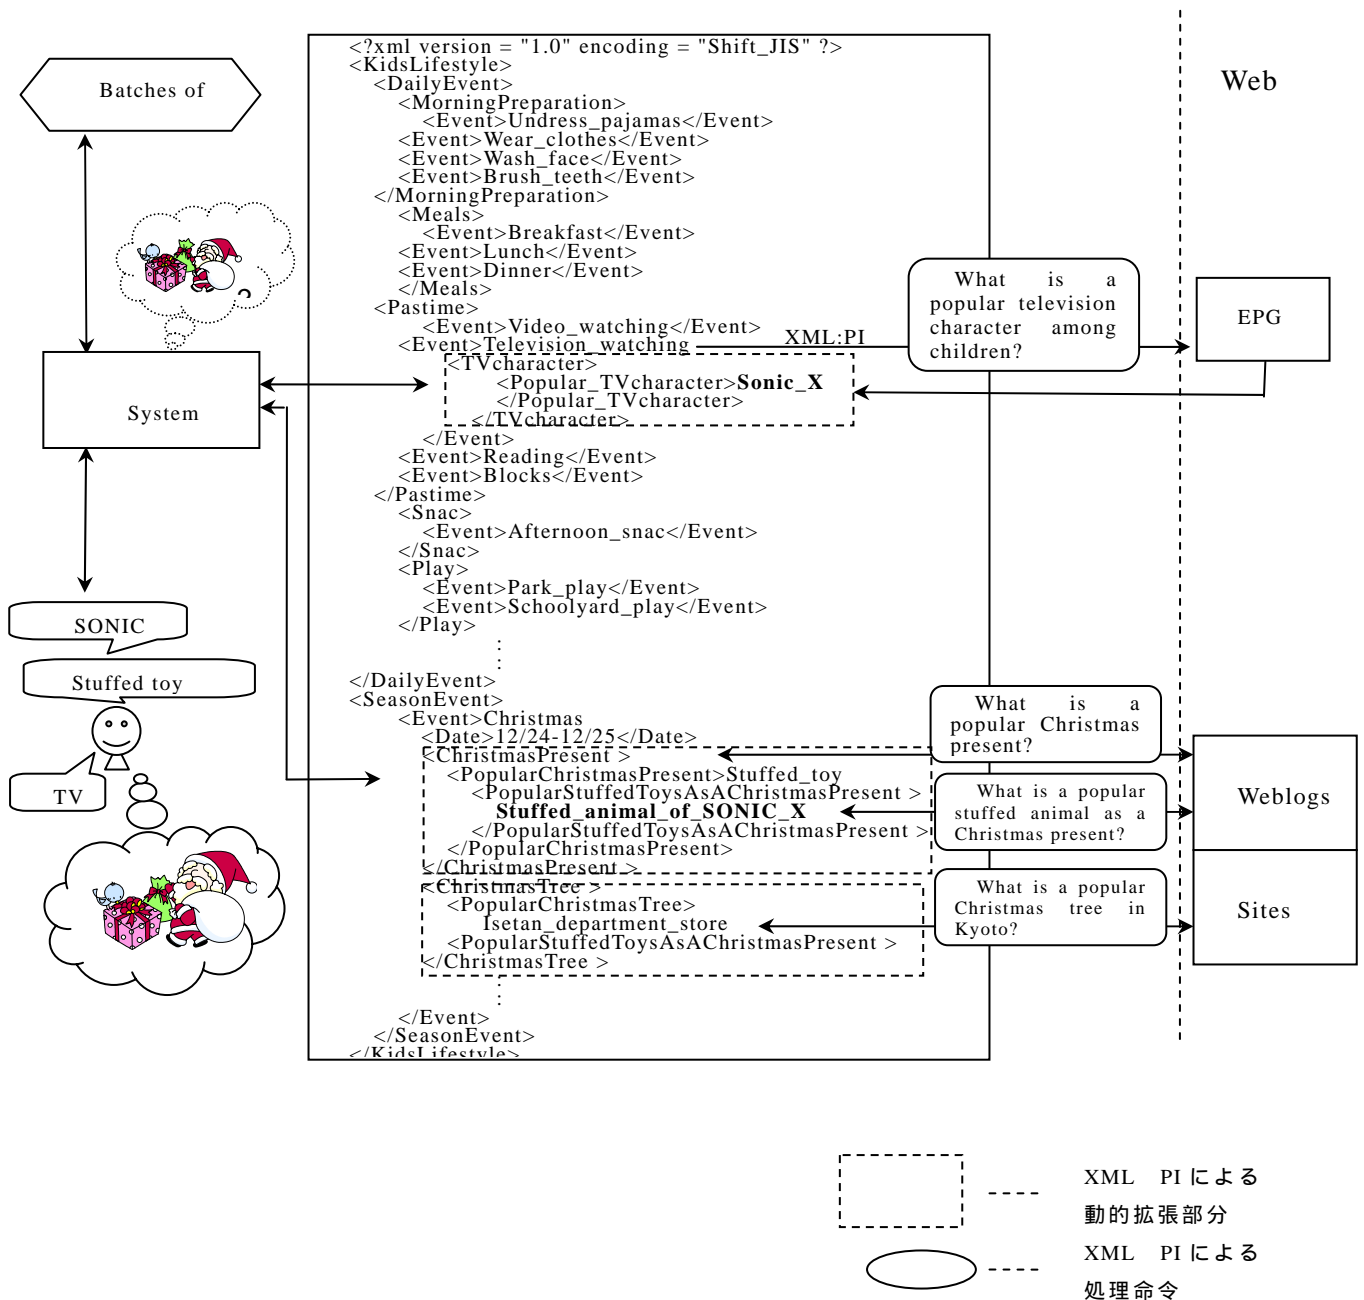 <?xml version = "1.0" encoding = "Shift_JIS" ?>
<KidsLifestyle>
<DailyEvent>
<MorningPreparation>
<Event>Undress_pajamas</Event>
<Event>Wear_clothes</Event>
<Event>Wash_face</Event>
<Event>Brush_teeth</Event>
</MorningPreparation>
<Meals>
<Event>Breakfast</Event>
<Event>Lunch</Event>
<Event>Dinner</Event>
</Meals>
<Pastime>
<Event>Video_watching</Event>
<Event>Television_watching
<TVcharacter>
<Popular_TVcharacter>Sonic_X
</Popular_TVcharacter>
</TVcharacter>
</Event>
<Event>Reading</Event>
<Event>Blocks</Event>
</Pastime>
<Snac>
<Event>Afternoon_snac</Event>
</Snac>
<Play>
<Event>Park_play</Event>
<Event>Schoolyard_play</Event>
</Play>
:
:
</DailyEvent>
<SeasonEvent>
<Event>Christmas
<Date>12/24-12/25</Date>
<ChristmasPresent >
<PopularChristmasPresent>Stuffed_toy
<PopularStuffedToysAsAChristmasPresent >
Stuffed_animal_of_SONIC_X
</PopularStuffedToysAsAChristmasPresent >
</PopularChristmasPresent>
</ChristmasPresent >
<ChristmasTree >
<PopularChristmasTree>
Isetan_department_store
<PopularStuffedToysAsAChristmasPresent >
</ChristmasTree >
:
:
</Event>
</SeasonEvent>
</KidsLifestyle>
Batches of
?
System
SONIC
Stuffed toy
TV
XML:PI
What is a
popular television
character among
children?
What is a
popular Christmas
present?
What is a popular
stuffed animal as a
Christmas present?
What is a popular
Christmas tree in
Kyoto?
Web
EPG
Weblogs
Sites
XML PIによる
動的拡張部分
XML PIによる
処理命令